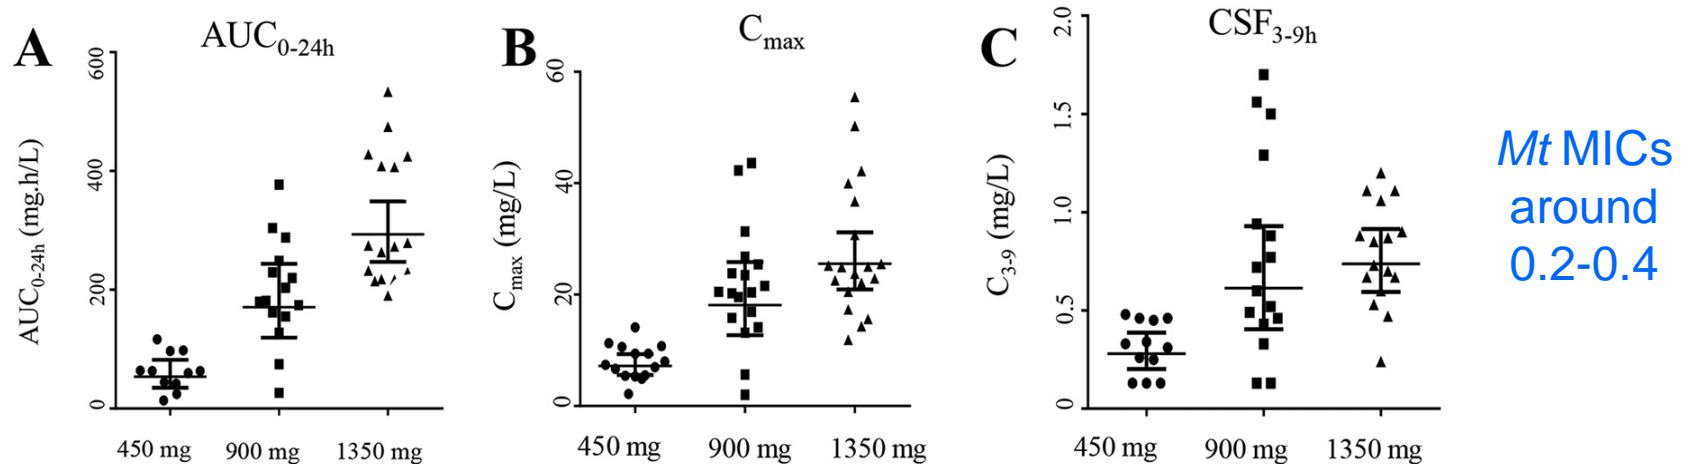 A
AUC0-24h
AUC0-24h (mg.h/L)
600
400
200
0
450 mg
900 mg
1350 mg
B
Cmax
Cmax (mg/L)
60
40
20
0
450 mg
900 mg
1350 mg
C
CSF3-9h
C3-9 (mg/L)
2.0
1.5
1.0
0.5
0
450 mg
900 mg
1350 mg
Mt MICs
around
0.2-0.4